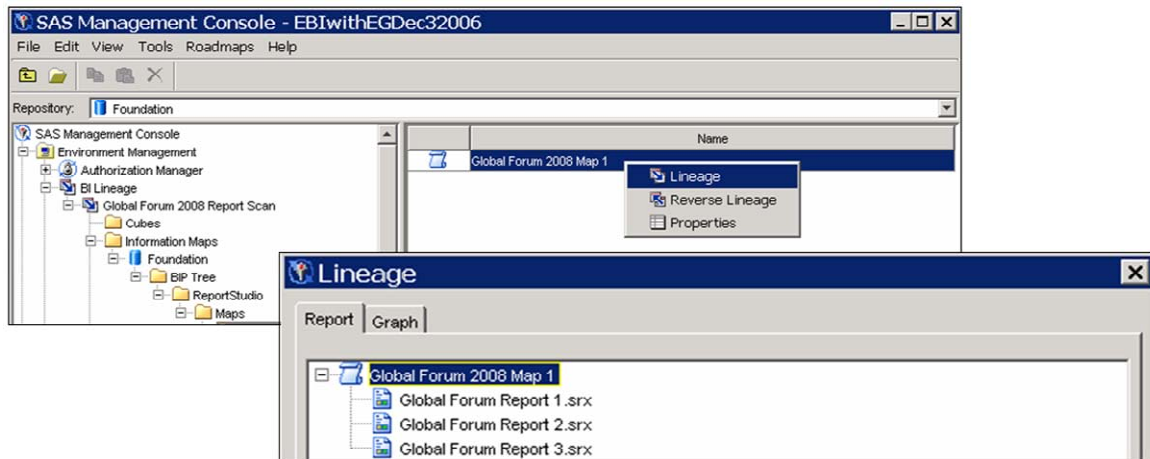 SAS Management Console - EBIwithEGDec32006
File Edit View Tools Roadmaps Help
Repository: Foundation
SAS Management Console
Environment Management
Authorization Manager
BI Lineage
Global Forum 2008 Report Scan
Cubes
Information Maps
Foundation
BIP Tree
ReportStudio
Maps
Name
Global Forum 2008 Map 1
Lineage
Reverse Lineage
Properties
Lineage
Report Graph
Global Forum 2008 Map 1
Global Forum Report 1.srx
Global Forum Report 2.srx
Global Forum Report 3.srx